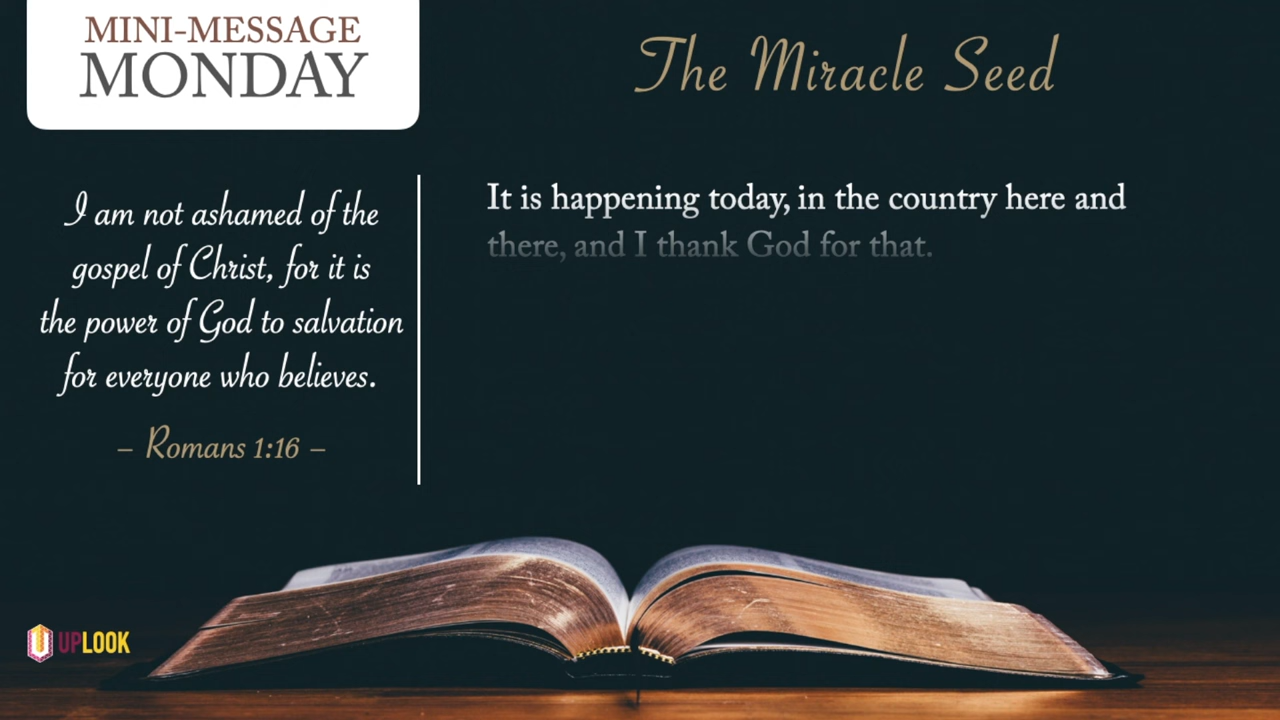 MINI-MESSAGE
MONDAY
The Miracle Seed
I am not ashamed of the
gospel of Christ, for it is
the power of God to salvation
for everyone who believes.
– Romans 1:16 –
It is happening today, in the country here and
there, and I thank God for that.
UPLOOK